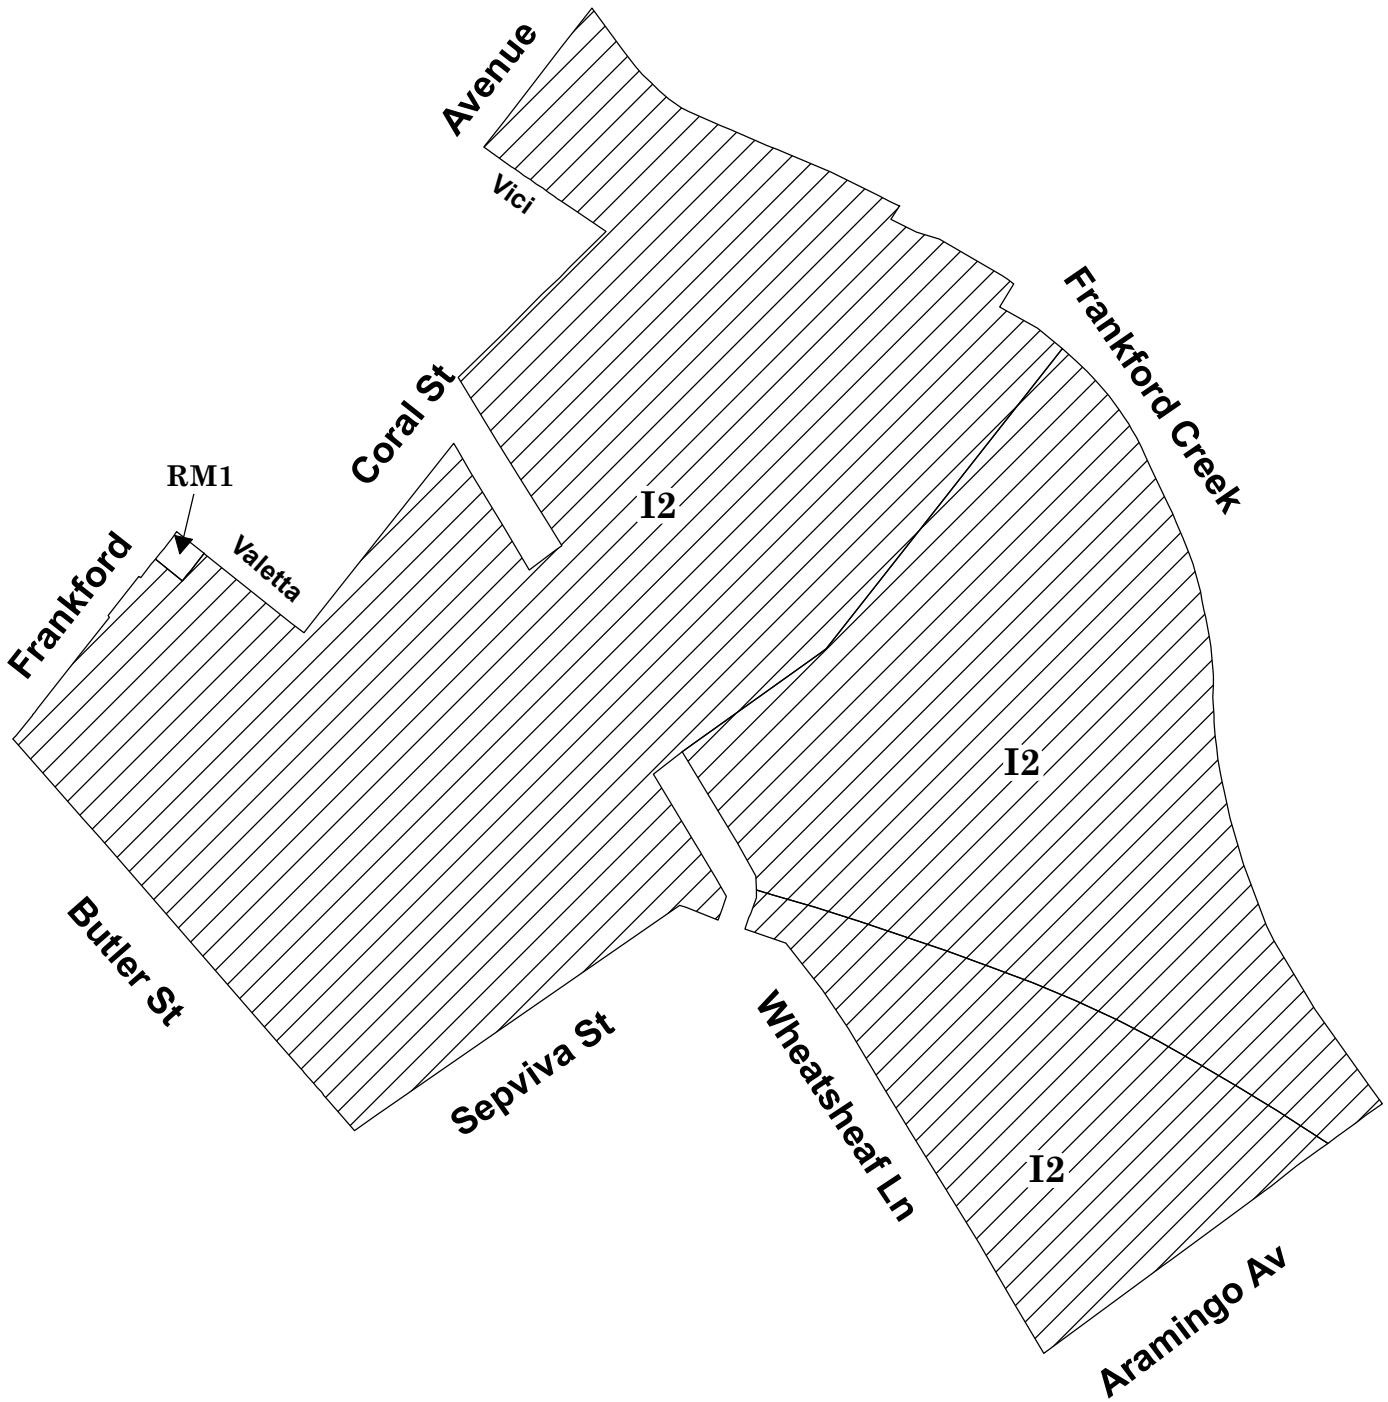 Avenue
Vici
Frankford Creek
Coral St
RM1
I2
Frankford
Valetta
I2
Butler St
Sepviva St
Wheatsheaf Ln
I2
Aramingo Av